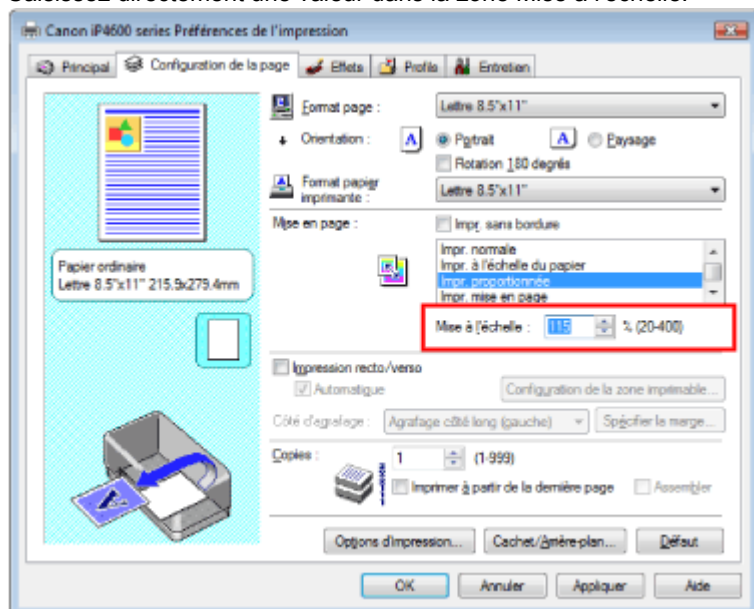 Saisissez directement une valeur dans la zone Mise à l'échelle.
Canon iP4600 series Préférences de l'impression
Principal Configuration de la page Effets Profils Entretien
Format page : Lettre 8.5"x11"
Orientation : A Portrait A Paysage
Rotation 180 degrés
Format papier imprimante : Lettre 8.5"x11"
Mise en page : Impr. sans bordure
Impr. normale
Impr. à l'échelle du papier
Impr. proportionnée
Impr. mise en page
Papier ordinaire
Lettre 8.5"x11" 215.9x279.4mm
Mise à l'échelle : 115 % (20-400)
Impression recto/verso
Automatique Configuration de la zone imprimable...
Côté d'agrafage : Agrafage côté long (gauche) Spécifier la marge...
Copies : 1 (1-999)
Imprimer à partir de la dernière page Assembler
Options d'impression... Cachet/Arrière-plan... Défaut
OK Annuler Appliquer Aide